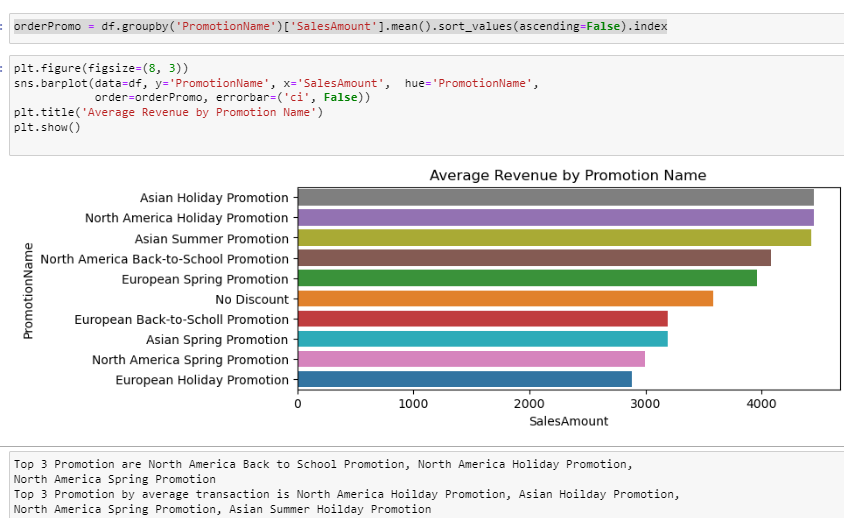 orderPromo = df.groupby('PromotionName')['SalesAmount'].mean().sort_values(ascending=False).index
plt.figure(figsize=(8, 3))
sns.barplot(data=df, y='PromotionName', x='SalesAmount',  hue='PromotionName',
            order=orderPromo, errorbar=('ci', False))
plt.title('Average Revenue by Promotion Name')
plt.show()
Average Revenue by Promotion Name
PromotionName
Asian Holiday Promotion
North America Holiday Promotion
Asian Summer Promotion
North America Back-to-School Promotion
European Spring Promotion
No Discount
European Back-to-Scholl Promotion
Asian Spring Promotion
North America Spring Promotion
European Holiday Promotion
0 1000 2000 3000 4000
SalesAmount
Top 3 Promotion are North America Back to School Promotion, North America Holiday Promotion,
North America Spring Promotion
Top 3 Promotion by average transaction is North America Hoilday Promotion, Asian Hoilday Promotion,
North America Spring Promotion, Asian Summer Hoilday Promotion